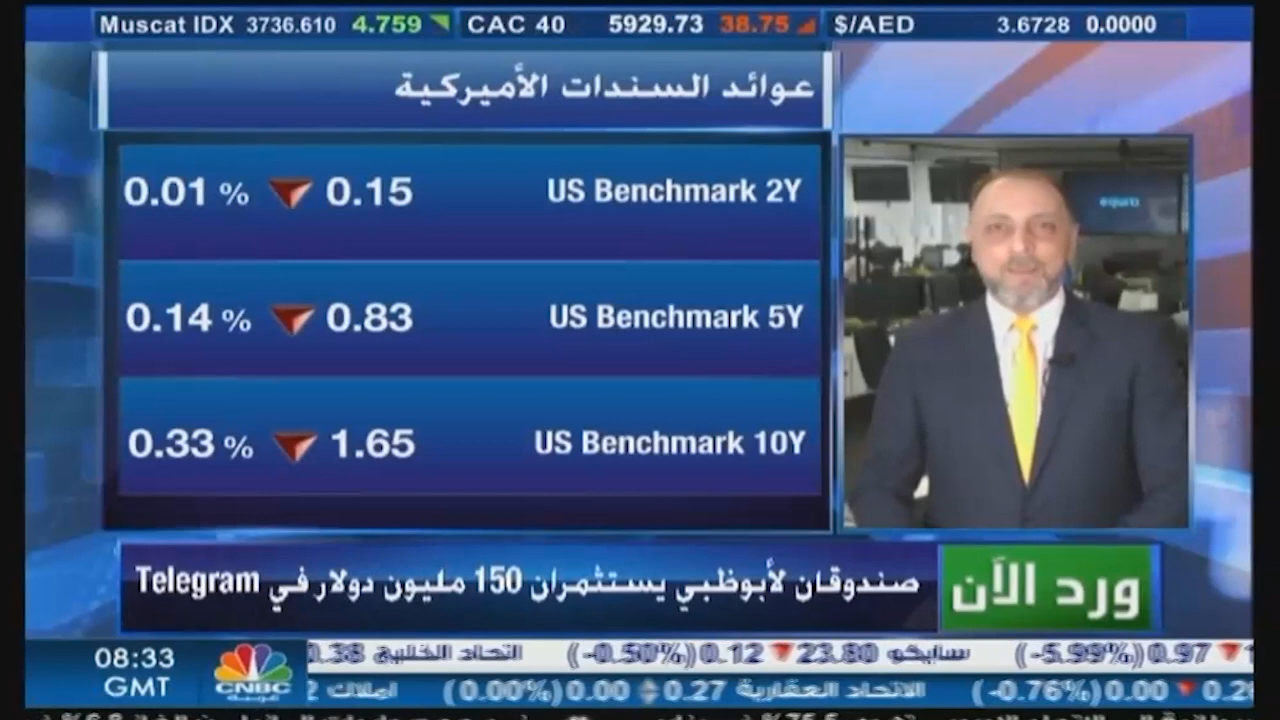 Muscat IDX 3736.610 4.759 CAC 40 5929.73 38.75 $/AED 3.6728 0.0000
عوائد السندات الأميركية
US Benchmark 2Y 0.15 0.01 %
US Benchmark 5Y 0.83 0.14 %
US Benchmark 10Y 1.65 0.33 %
equiti
ورد الآن
صندوقان لأبوظبي يستثمران 150 مليون دولار في Telegram
0.97 (-5.99%) سابكو 23.80 0.12 (-0.50%) اتحاد الخليج 0.38
0.00 (-0.76%) الاتحاد العقارية 0.27 0.00 (0.00%) املاك
08:33
GMT
CNBC
عربية